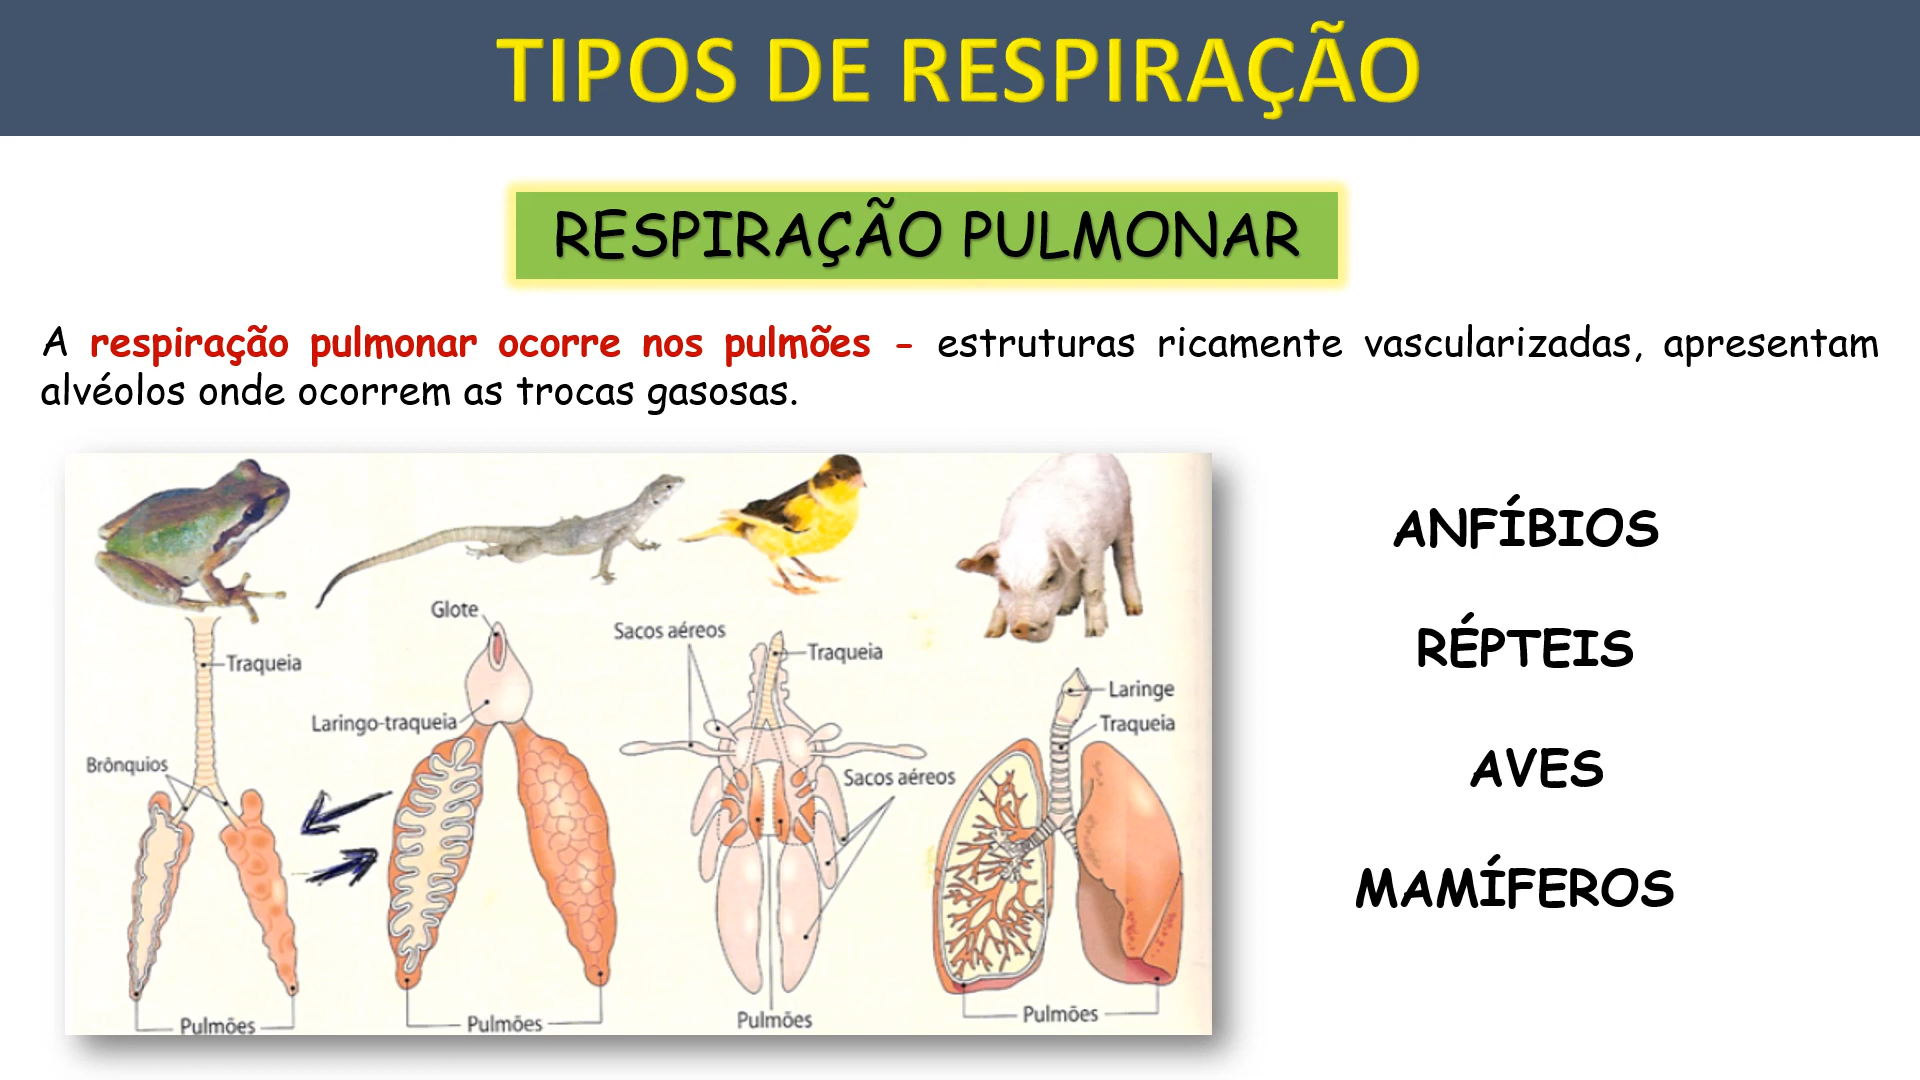 TIPOS DE RESPIRAÇÃO
RESPIRAÇÃO PULMONAR
A respiração pulmonar ocorre nos pulmões - estruturas ricamente vascularizadas, apresentam
alvéolos onde ocorrem as trocas gasosas.
Traqueia
Brônquios
Pulmões
Glote
Laringo-traqueia
Pulmões
Sacos aéreos
Traqueia
Sacos aéreos
Pulmões
Laringe
Traqueia
Pulmões
ANFÍBIOS
RÉPTEIS
AVES
MAMÍFEROS